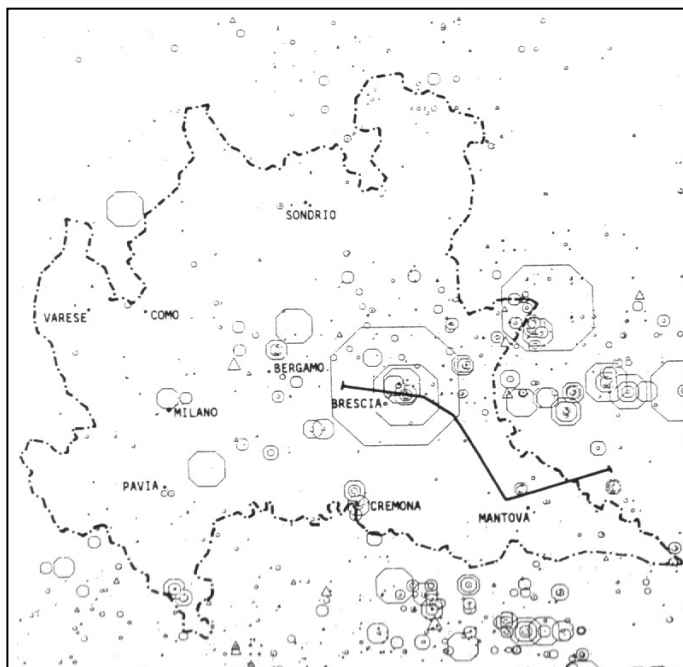 SONDRIO
VARESE
COMO
BERGAMO
BRESCIA
MILANO
PAVIA
CREMONA
MANTOVA